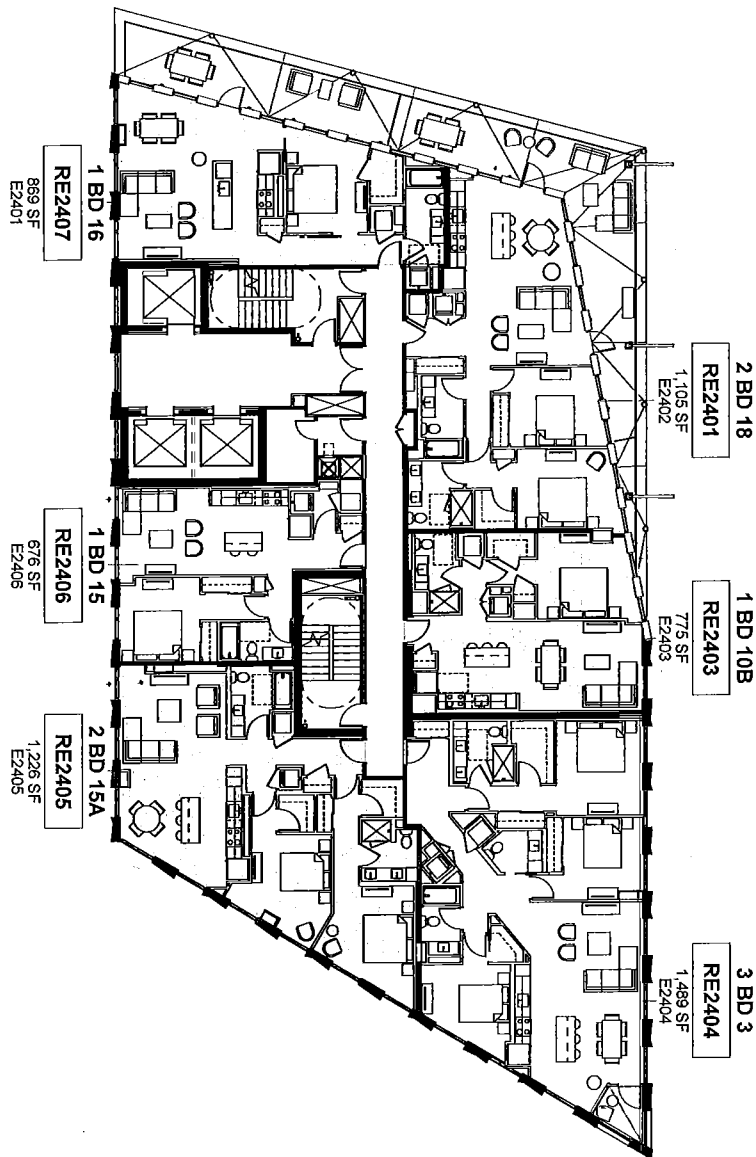 2 BD 18
RE2401
1,105 SF
E2402
1 BD 10B
RE2403
775 SF
E2403
3 BD 3
RE2404
1,489 SF
E2404
1 BD 16
RE2407
869 SF
E2401
1 BD 15
RE2406
676 SF
E2406
2 BD 15A
RE2405
1,226 SF
E2405